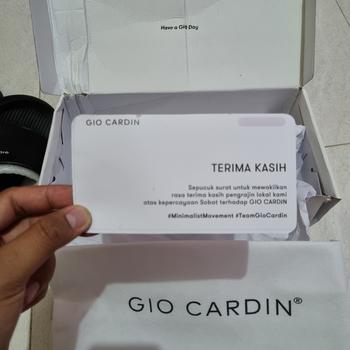 Have a Gio Day
GIO CARDIN
TERIMA KASIH
Sepucuk surat untuk mewakilkan
rasa terima kasih pengrajin lokal kami
atas kepercayaan Sobat terhadap GIO CARDIN
#MinimalistMovement #TeamGioCardin
GIO CARDIN®